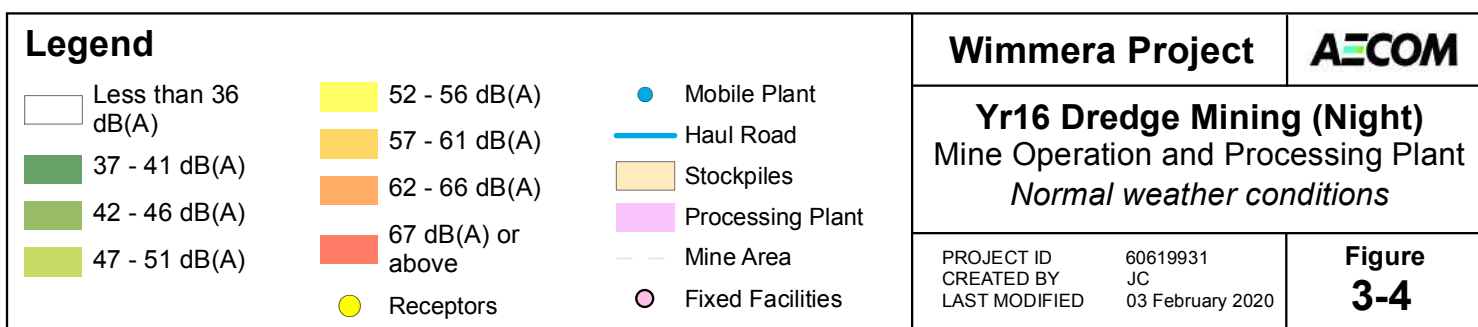 Legend
Less than 36
dB(A)
37 - 41 dB(A)
42 - 46 dB(A)
47 - 51 dB(A)
52 - 56 dB(A)
57 - 61 dB(A)
62 - 66 dB(A)
67 dB(A) or
above
Receptors
Mobile Plant
Haul Road
Stockpiles
Processing Plant
Mine Area
Fixed Facilities
Wimmera Project
AECOM
Yr16 Dredge Mining (Night)
Mine Operation and Processing Plant
Normal weather conditions
PROJECT ID 60619931
CREATED BY JC
LAST MODIFIED 03 February 2020
Figure
3-4